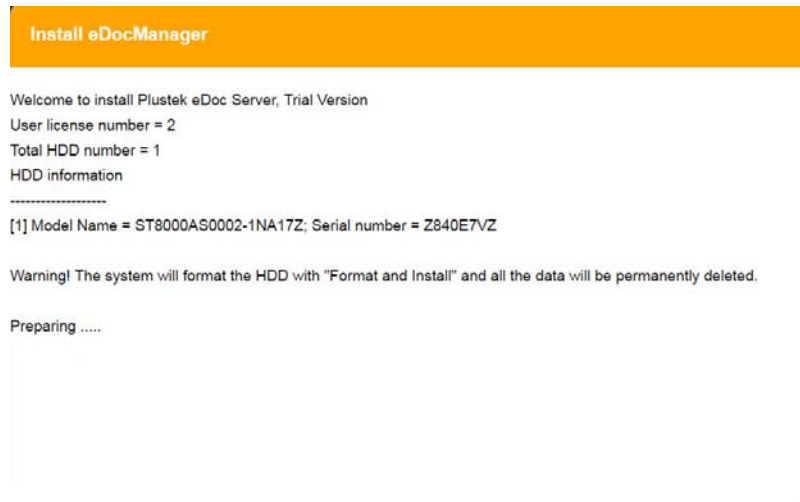 Install eDocManager
Welcome to install Plustek eDoc Server, Trial Version
User license number = 2
Total HDD number = 1
HDD information
-------------------
[1] Model Name = ST8000AS0002-1NA17Z; Serial number = Z840E7VZ
Warning! The system will format the HDD with "Format and Install" and all the data will be permanently deleted.
Preparing .....